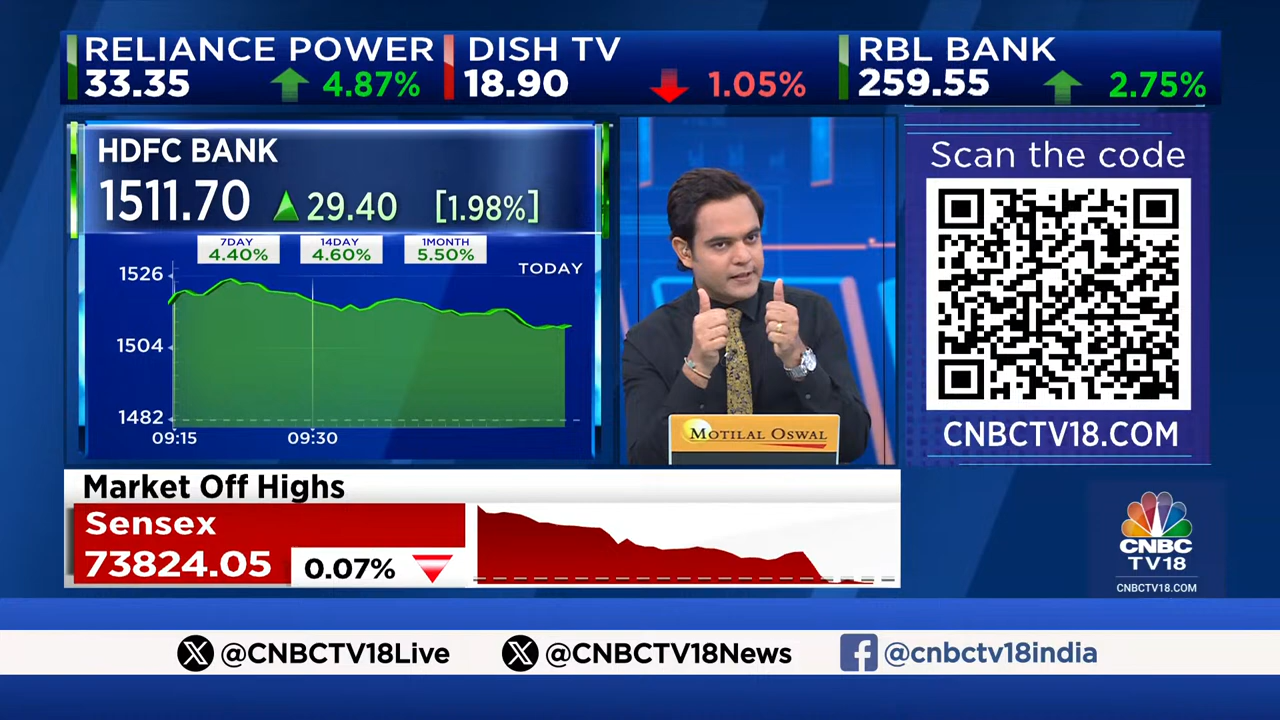 RELIANCE POWER
33.35 4.87%
DISH TV
18.90 1.05%
RBL BANK
259.55 2.75%
HDFC BANK
1511.70 29.40 [1.98%]
7DAY
4.40%
14DAY
4.60%
1MONTH
5.50%
TODAY
1526
1504
1482
09:15 09:30
MOTILAL OSWAL
Scan the code
CNBCTV18.COM
Market Off Highs
Sensex
73824.05 0.07%
CNBC
TV18
CNBCTV18.COM
@CNBCTV18Live @CNBCTV18News @cnbctv18india